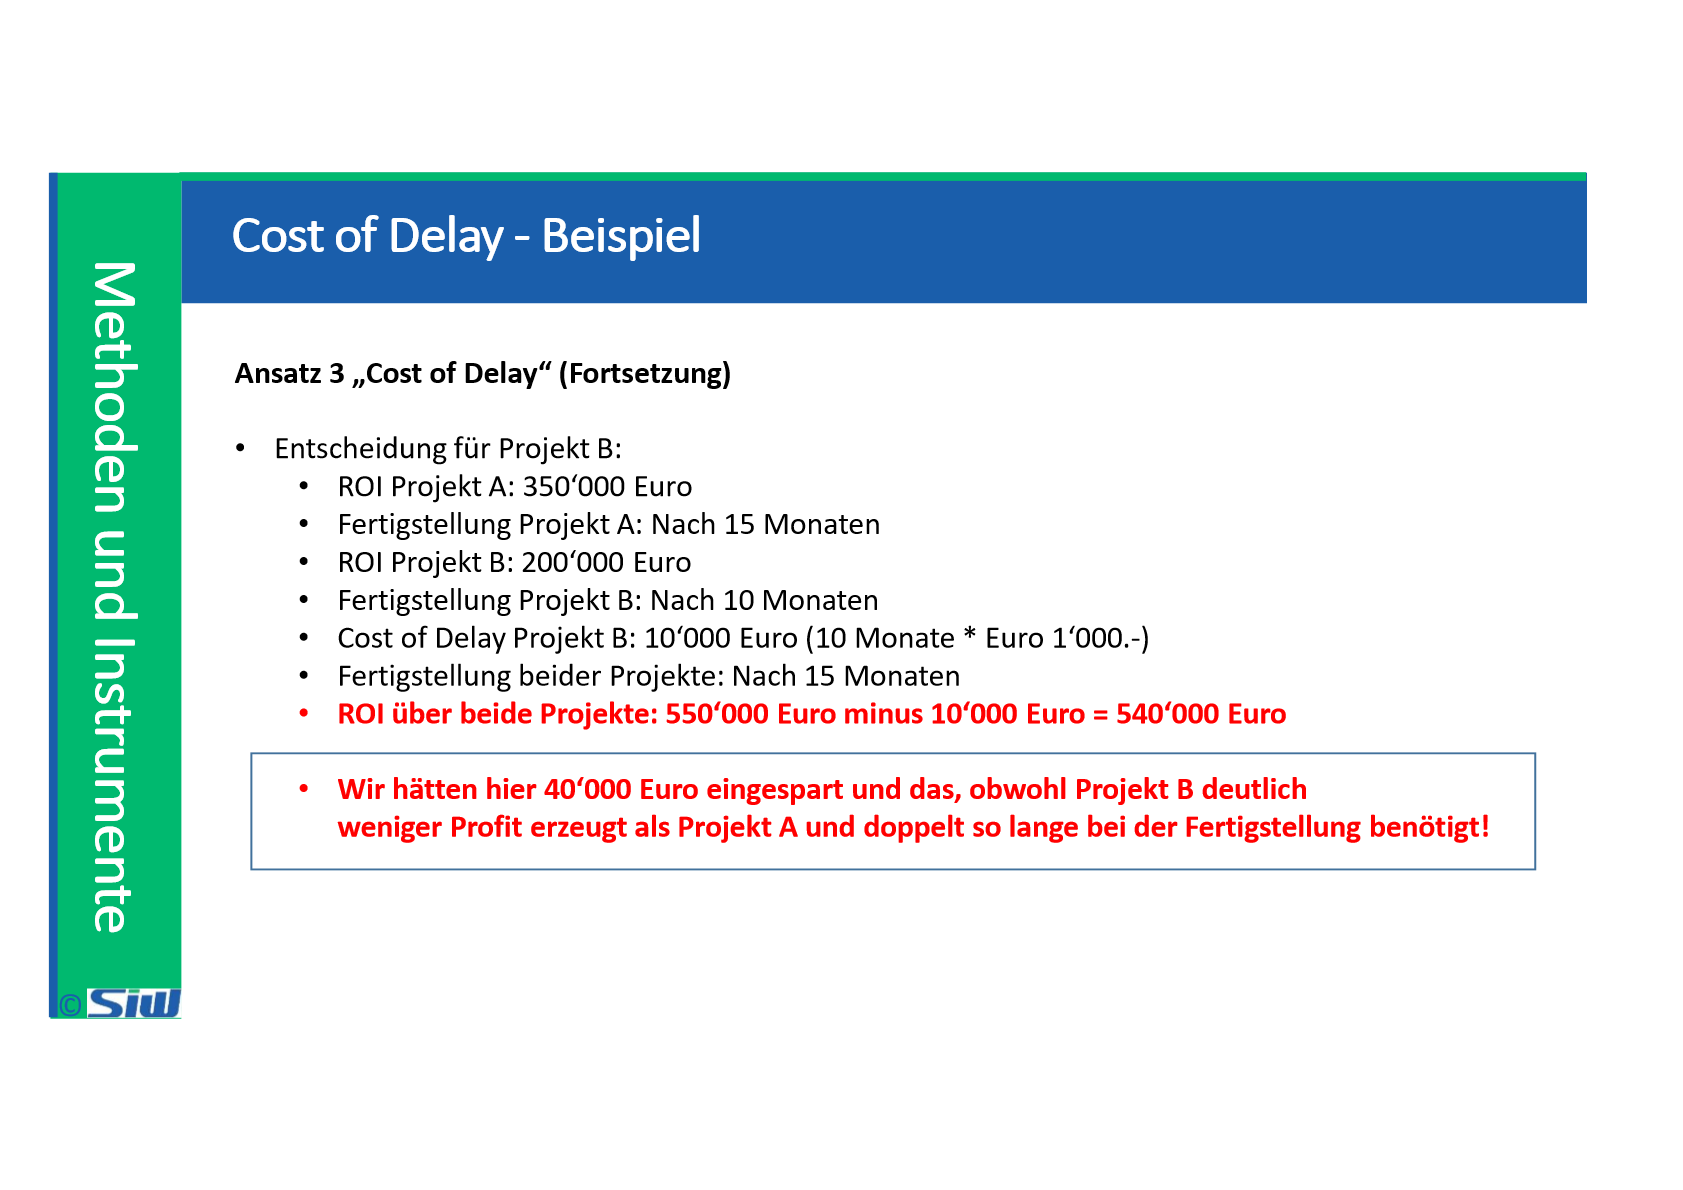 Cost of Delay - Beispiel
Methoden und Instrumente
Ansatz 3 „Cost of Delay“ (Fortsetzung)
• Entscheidung für Projekt B:
• ROI Projekt A: 350‘000 Euro
• Fertigstellung Projekt A: Nach 15 Monaten
• ROI Projekt B: 200‘000 Euro
• Fertigstellung Projekt B: Nach 10 Monaten
• Cost of Delay Projekt B: 10‘000 Euro (10 Monate * Euro 1‘000.-)
• Fertigstellung beider Projekte: Nach 15 Monaten
• ROI über beide Projekte: 550‘000 Euro minus 10‘000 Euro = 540‘000 Euro
• Wir hätten hier 40‘000 Euro eingespart und das, obwohl Projekt B deutlich
weniger Profit erzeugt als Projekt A und doppelt so lange bei der Fertigstellung benötigt!
© SIW